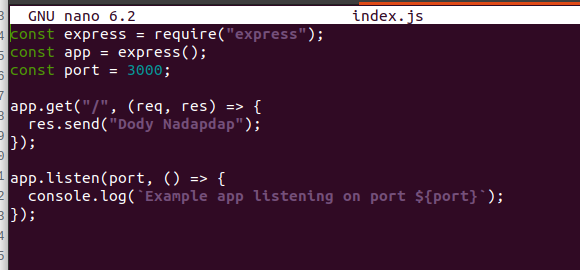 GNU nano 6.2 index.js
const express = require("express");
const app = express();
const port = 3000;
app.get("/", (req, res) => {
  res.send("Dody Nadapdap");
});
app.listen(port, () => {
  console.log(`Example app listening on port ${port}`);
});